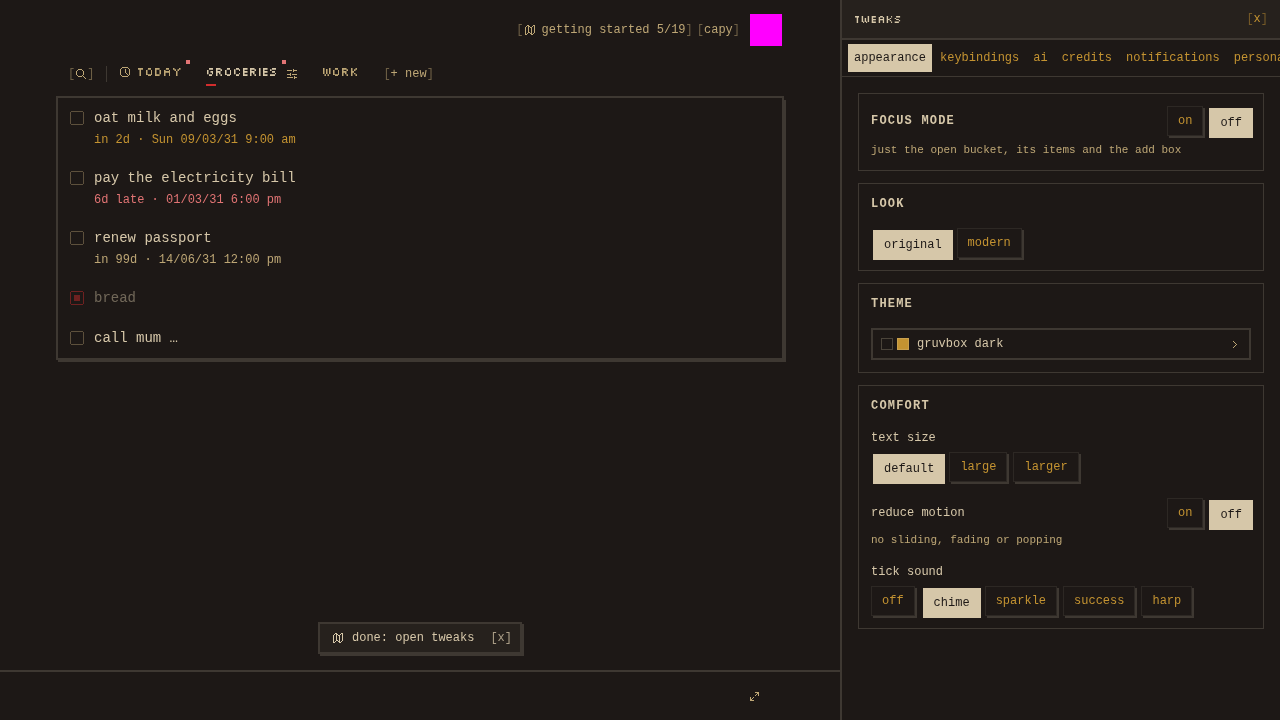 [getting started 5/19] [capy]
TODAY GROCERIES WORK [+ new]
oat milk and eggs
in 2d · Sun 09/03/31 9:00 am
pay the electricity bill
6d late · 01/03/31 6:00 pm
renew passport
in 99d · 14/06/31 12:00 pm
bread
call mum …
done: open tweaks [x]
TWEAKS [x]
appearance keybindings ai credits notifications persona
FOCUS MODE on off
just the open bucket, its items and the add box
LOOK
original modern
THEME
gruvbox dark
COMFORT
text size
default large larger
reduce motion on off
no sliding, fading or popping
tick sound
off chime sparkle success harp